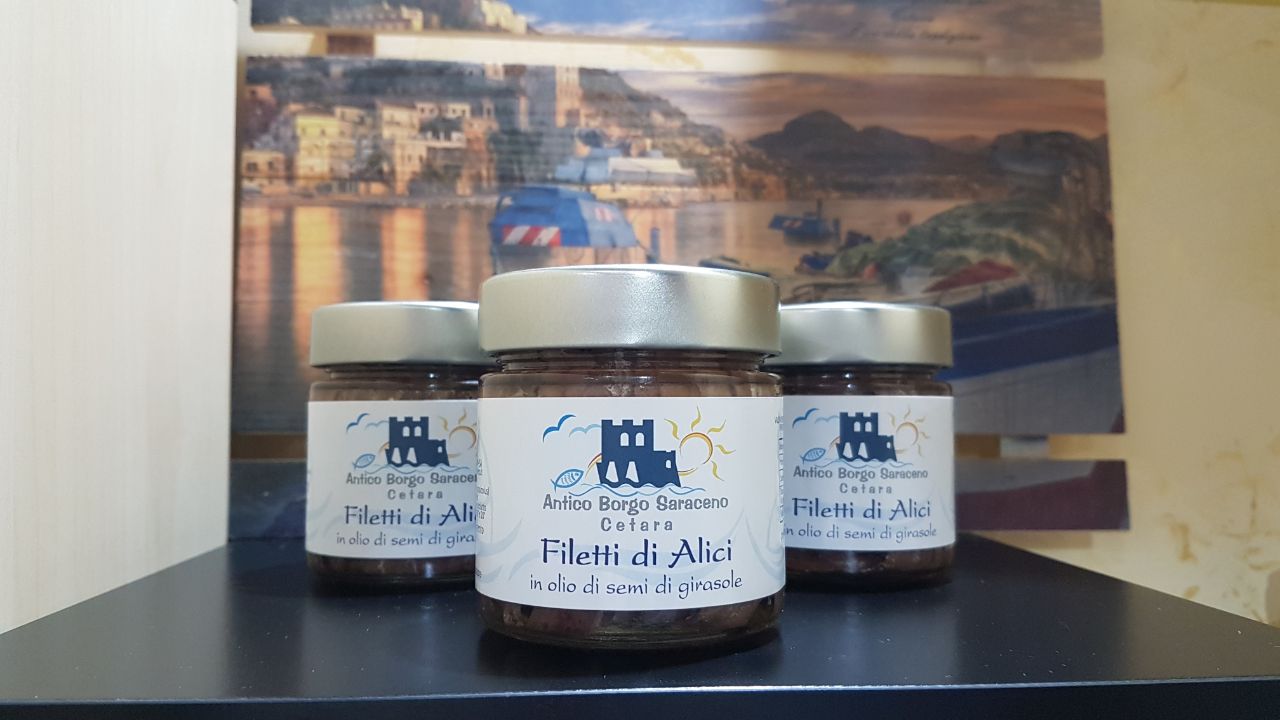 Antico Borgo Saraceno
Cetara
Filetti di Alici
in olio di semi di girasole
Antico Borgo Saraceno
Cetara
Filetti di Alici
in olio di semi di girasole
Antico Borgo Saraceno
Cetara
Filetti di Alici
in olio di semi di girasole